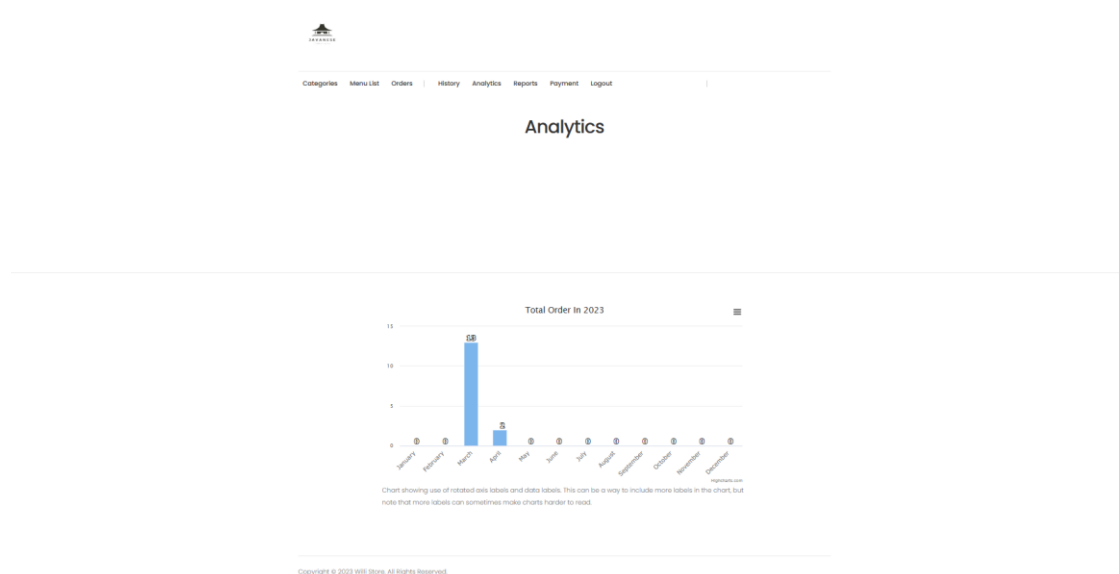 JAVANESE
Categories Menu List Orders | History Analytics Reports Payment Logout |
Analytics
Total Order In 2023
15
10
5
0
13
2
0 0 0 0 0 0 0 0 0 0
January February March April May June July August September October November December
Highcharts.com
Chart showing use of rotated axis labels and data labels. This can be a way to include more labels in the chart, but
note that more labels can sometimes make charts harder to read.
Copyright © 2023 Willi Store. All Rights Reserved.